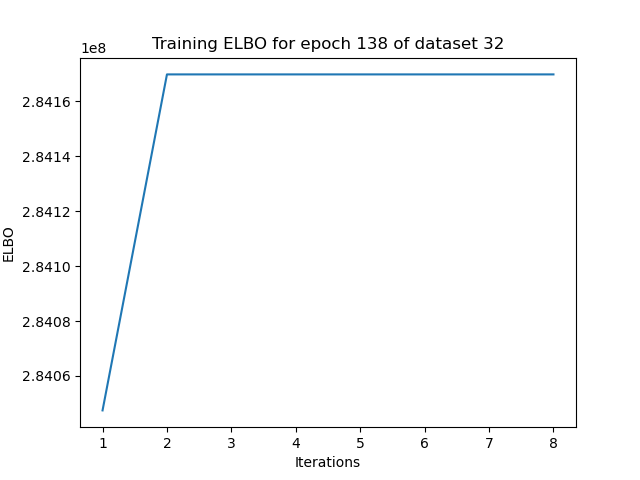 Training ELBO for epoch 138 of dataset 32
1e8
2.8416
2.8414
2.8412
2.8410
2.8408
2.8406
ELBO
1 2 3 4 5 6 7 8
Iterations